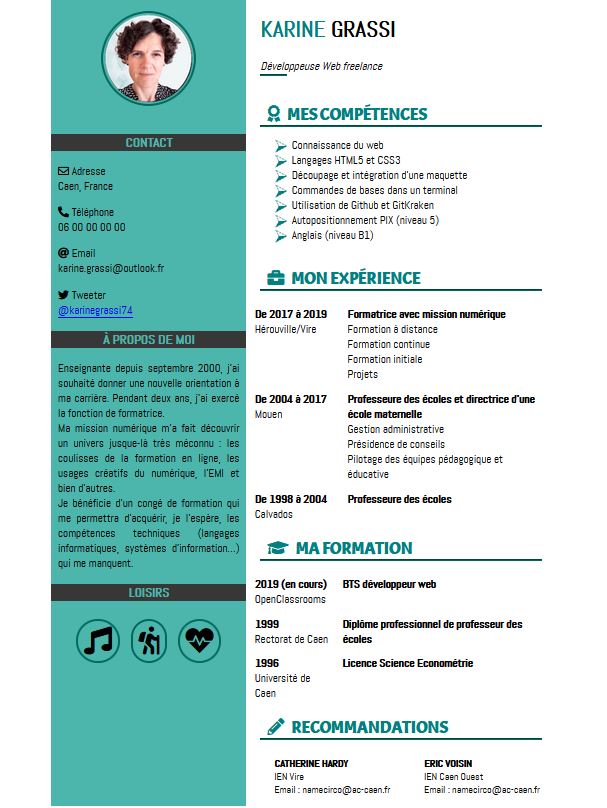 KARINE GRASSI
Développeuse Web freelance
CONTACT
Adresse
Caen, France
Téléphone
06 00 00 00 00
Email
karine.grassi@outlook.fr
Tweeter
@karinegrassi74
À PROPOS DE MOI
Enseignante depuis septembre 2000, j'ai
souhaité donner une nouvelle orientation à
ma carrière. Pendant deux ans, j'ai exercé
la fonction de formatrice.
Ma mission numérique m'a fait découvrir
un univers jusque-là très méconnu : les
coulisses de la formation en ligne, les
usages créatifs du numérique, l'EMI et
bien d'autres.
Je bénéficie d'un congé de formation qui
me permettra d'acquérir, je l'espère, les
compétences techniques (langages
informatiques, systèmes d'information...)
qui me manquent.
LOISIRS
MES COMPÉTENCES
Connaissance du web
Langages HTML5 et CSS3
Découpage et intégration d'une maquette
Commandes de bases dans un terminal
Utilisation de Github et GitKraken
Autopositionnement PIX (niveau 5)
Anglais (niveau B1)
MON EXPÉRIENCE
De 2017 à 2019 Formatrice avec mission numérique
Hérouville/Vire Formation à distance
Formation continue
Formation initiale
Projets
De 2004 à 2017 Professeure des écoles et directrice d'une
Mouen école maternelle
Gestion administrative
Présidence de conseils
Pilotage des équipes pédagogique et
éducative
De 1998 à 2004 Professeure des écoles
Calvados
MA FORMATION
2019 (en cours) BTS développeur web
OpenClassrooms
1999 Diplôme professionnel de professeur des
Rectorat de Caen écoles
1996 Licence Science Econométrie
Université de
Caen
RECOMMANDATIONS
CATHERINE HARDY ERIC VOISIN
IEN Vire IEN Caen Ouest
Email : namecirco@ac-caen.fr Email : namecirco@ac-caen.fr